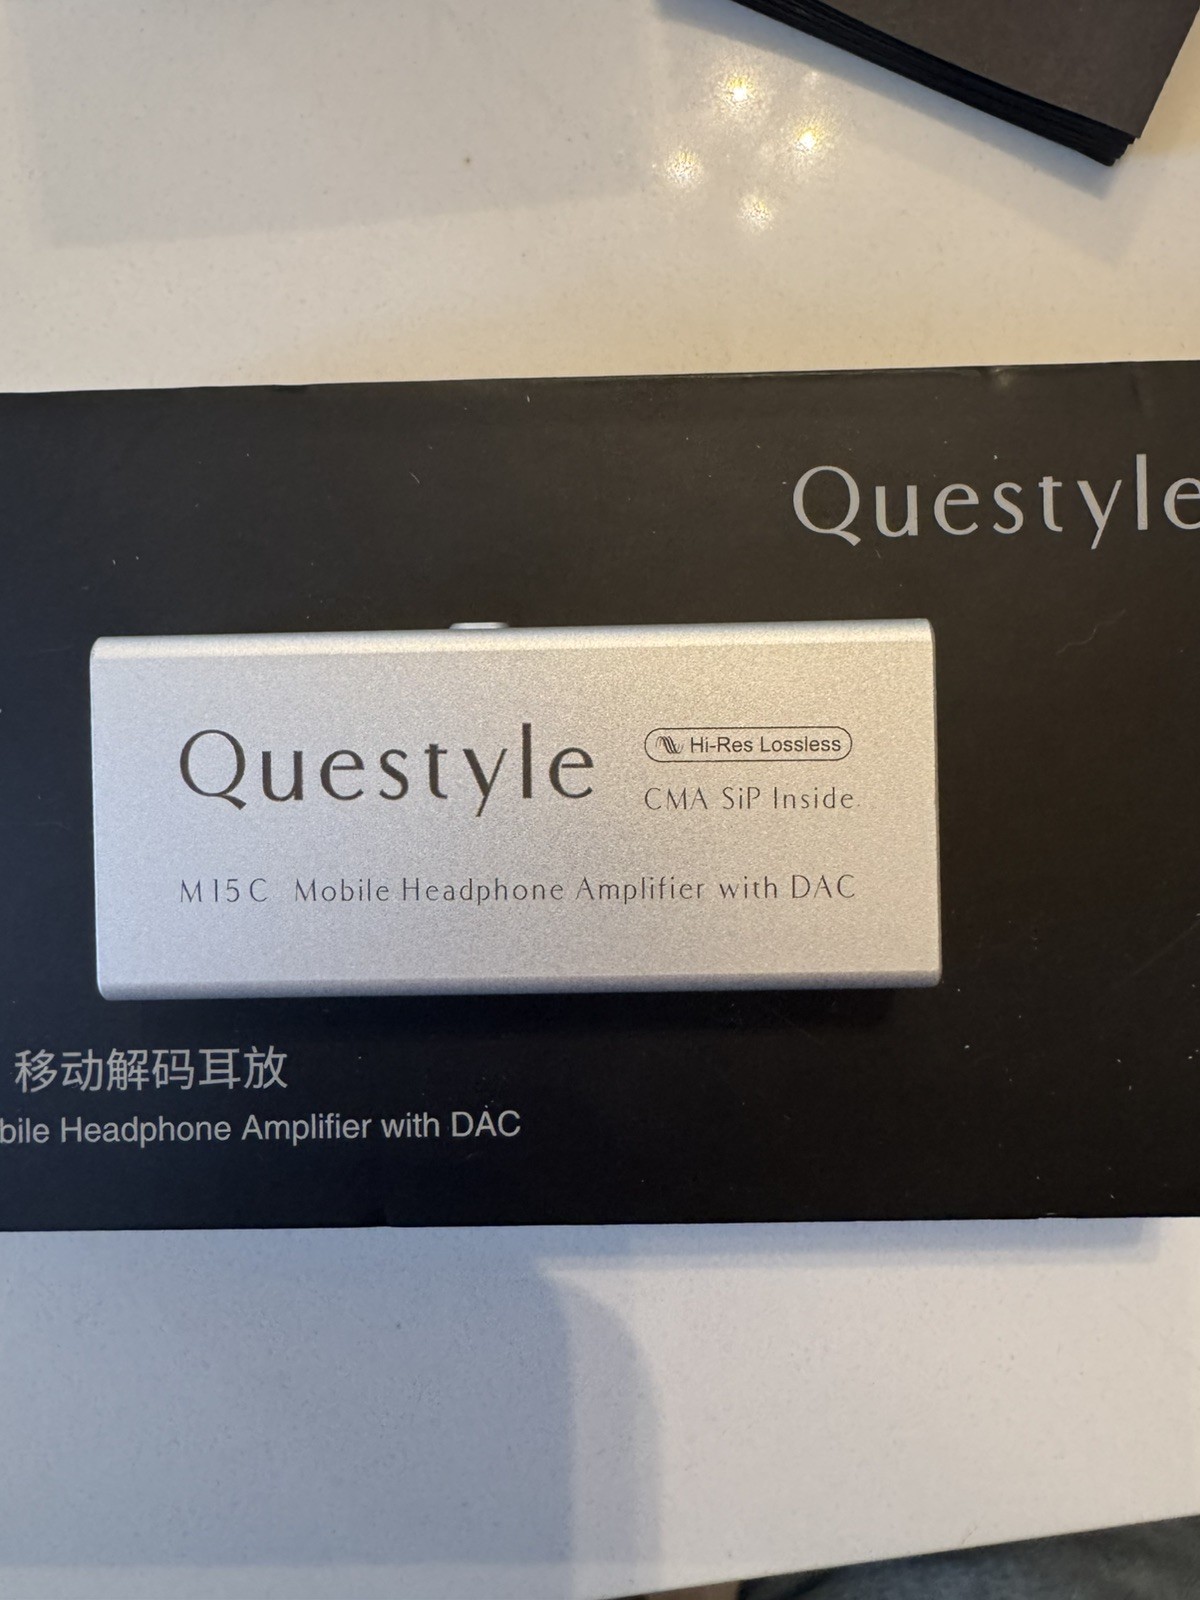 Questyle
Questyle
Hi-Res Lossless
CMA SiP Inside
M15C Mobile Headphone Amplifier with DAC
移动解码耳放
bile Headphone Amplifier with DAC